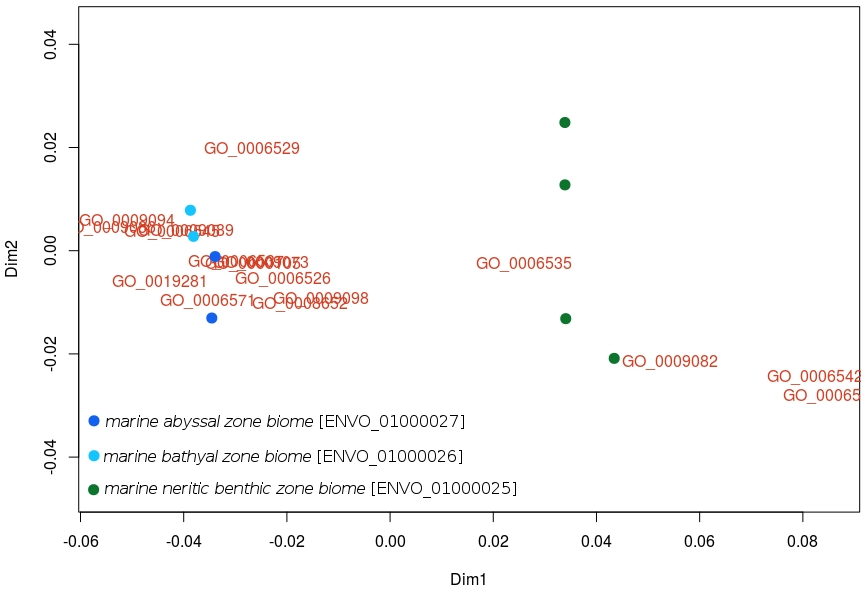 0.04
0.02
0.00
-0.02
-0.04
Dim2
GO_0006529
GO_0009094
GO_0006535
GO_0019281
GO_0006526
GO_0006571
GO_0009098
GO_0008652
GO_0009082
GO_0006542
GO_00065
marine abyssal zone biome [ENVO_01000027]
marine bathyal zone biome [ENVO_01000026]
marine neritic benthic zone biome [ENVO_01000025]
-0.06 -0.04 -0.02 0.00 0.02 0.04 0.06 0.08
Dim1